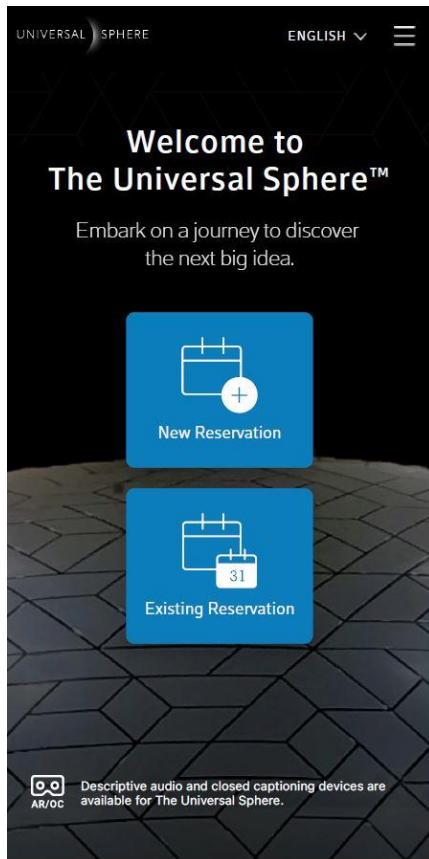 UNIVERSAL SPHERE
ENGLISH
Welcome to
The Universal Sphere™
Embark on a journey to discover
the next big idea.
New Reservation
31
Existing Reservation
AR/OC
Descriptive audio and closed captioning devices are
available for The Universal Sphere.